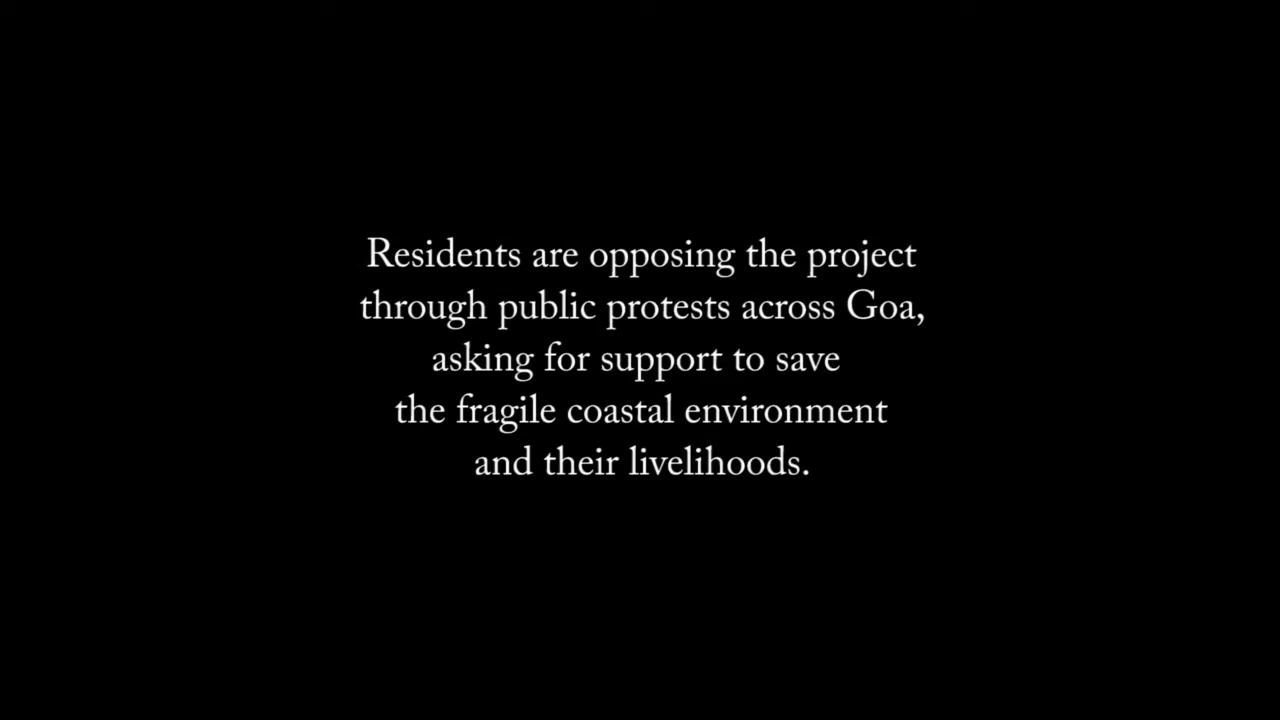 Residents are opposing the project
through public protests across Goa,
asking for support to save
the fragile coastal environment
and their livelihoods.